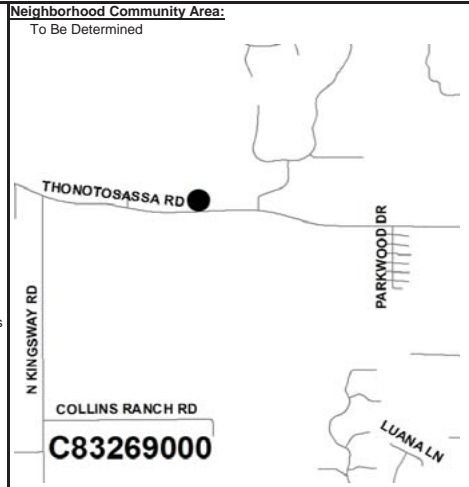 Neighborhood Community Area:
To Be Determined
THONOTOSASSA RD
PARKWOOD DR
N KINGSWAY RD
s
COLLINS RANCH RD
LUANA LN
C83269000